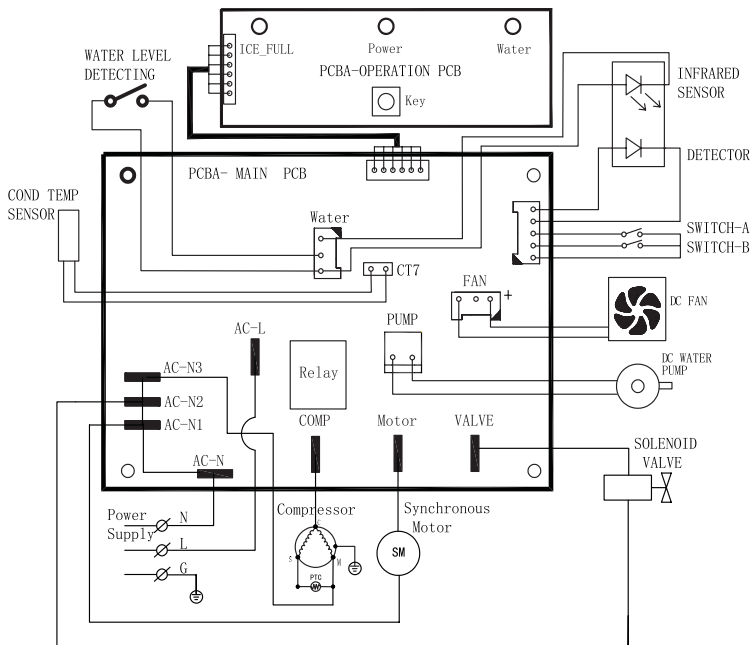 ICE_FULL
Power
Water
PCBA-OPERATION PCB
Key
WATER LEVEL
DETECTING
INFRARED
SENSOR
DETECTOR
PCBA- MAIN PCB
COND TEMP
SENSOR
Water
CT7
SWITCH-A
SWITCH-B
FAN
+
DC FAN
AC-L
PUMP
Relay
DC WATER
PUMP
AC-N3
AC-N2
AC-N1
AC-N
COMP
Motor
VALVE
SOLENOID
VALVE
Power
Supply
N
L
G
Compressor
C
S
M
PTC
Synchronous
Motor
SM